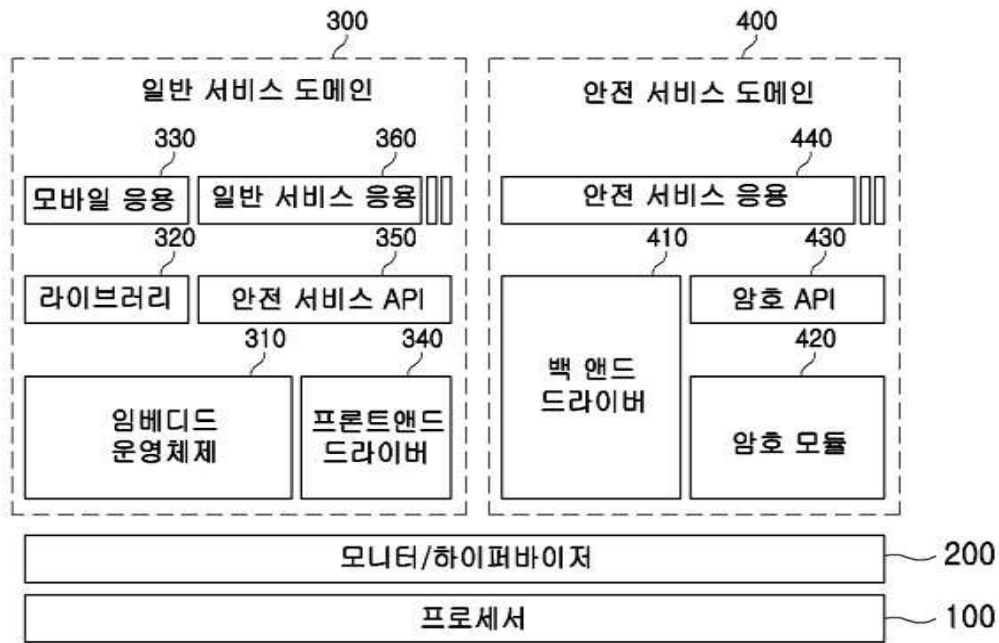 300
400
일반 서비스 도메인
안전 서비스 도메인
330
360
440
모바일 응용
일반 서비스 응용
안전 서비스 응용
320
350
410
430
라이브러리
안전 서비스 API
암호 API
310
340
420
임베디드
운영체제
프론트앤드
드라이버
백 앤드
드라이버
암호 모듈
모니터/하이퍼바이저
200
프로세서
100